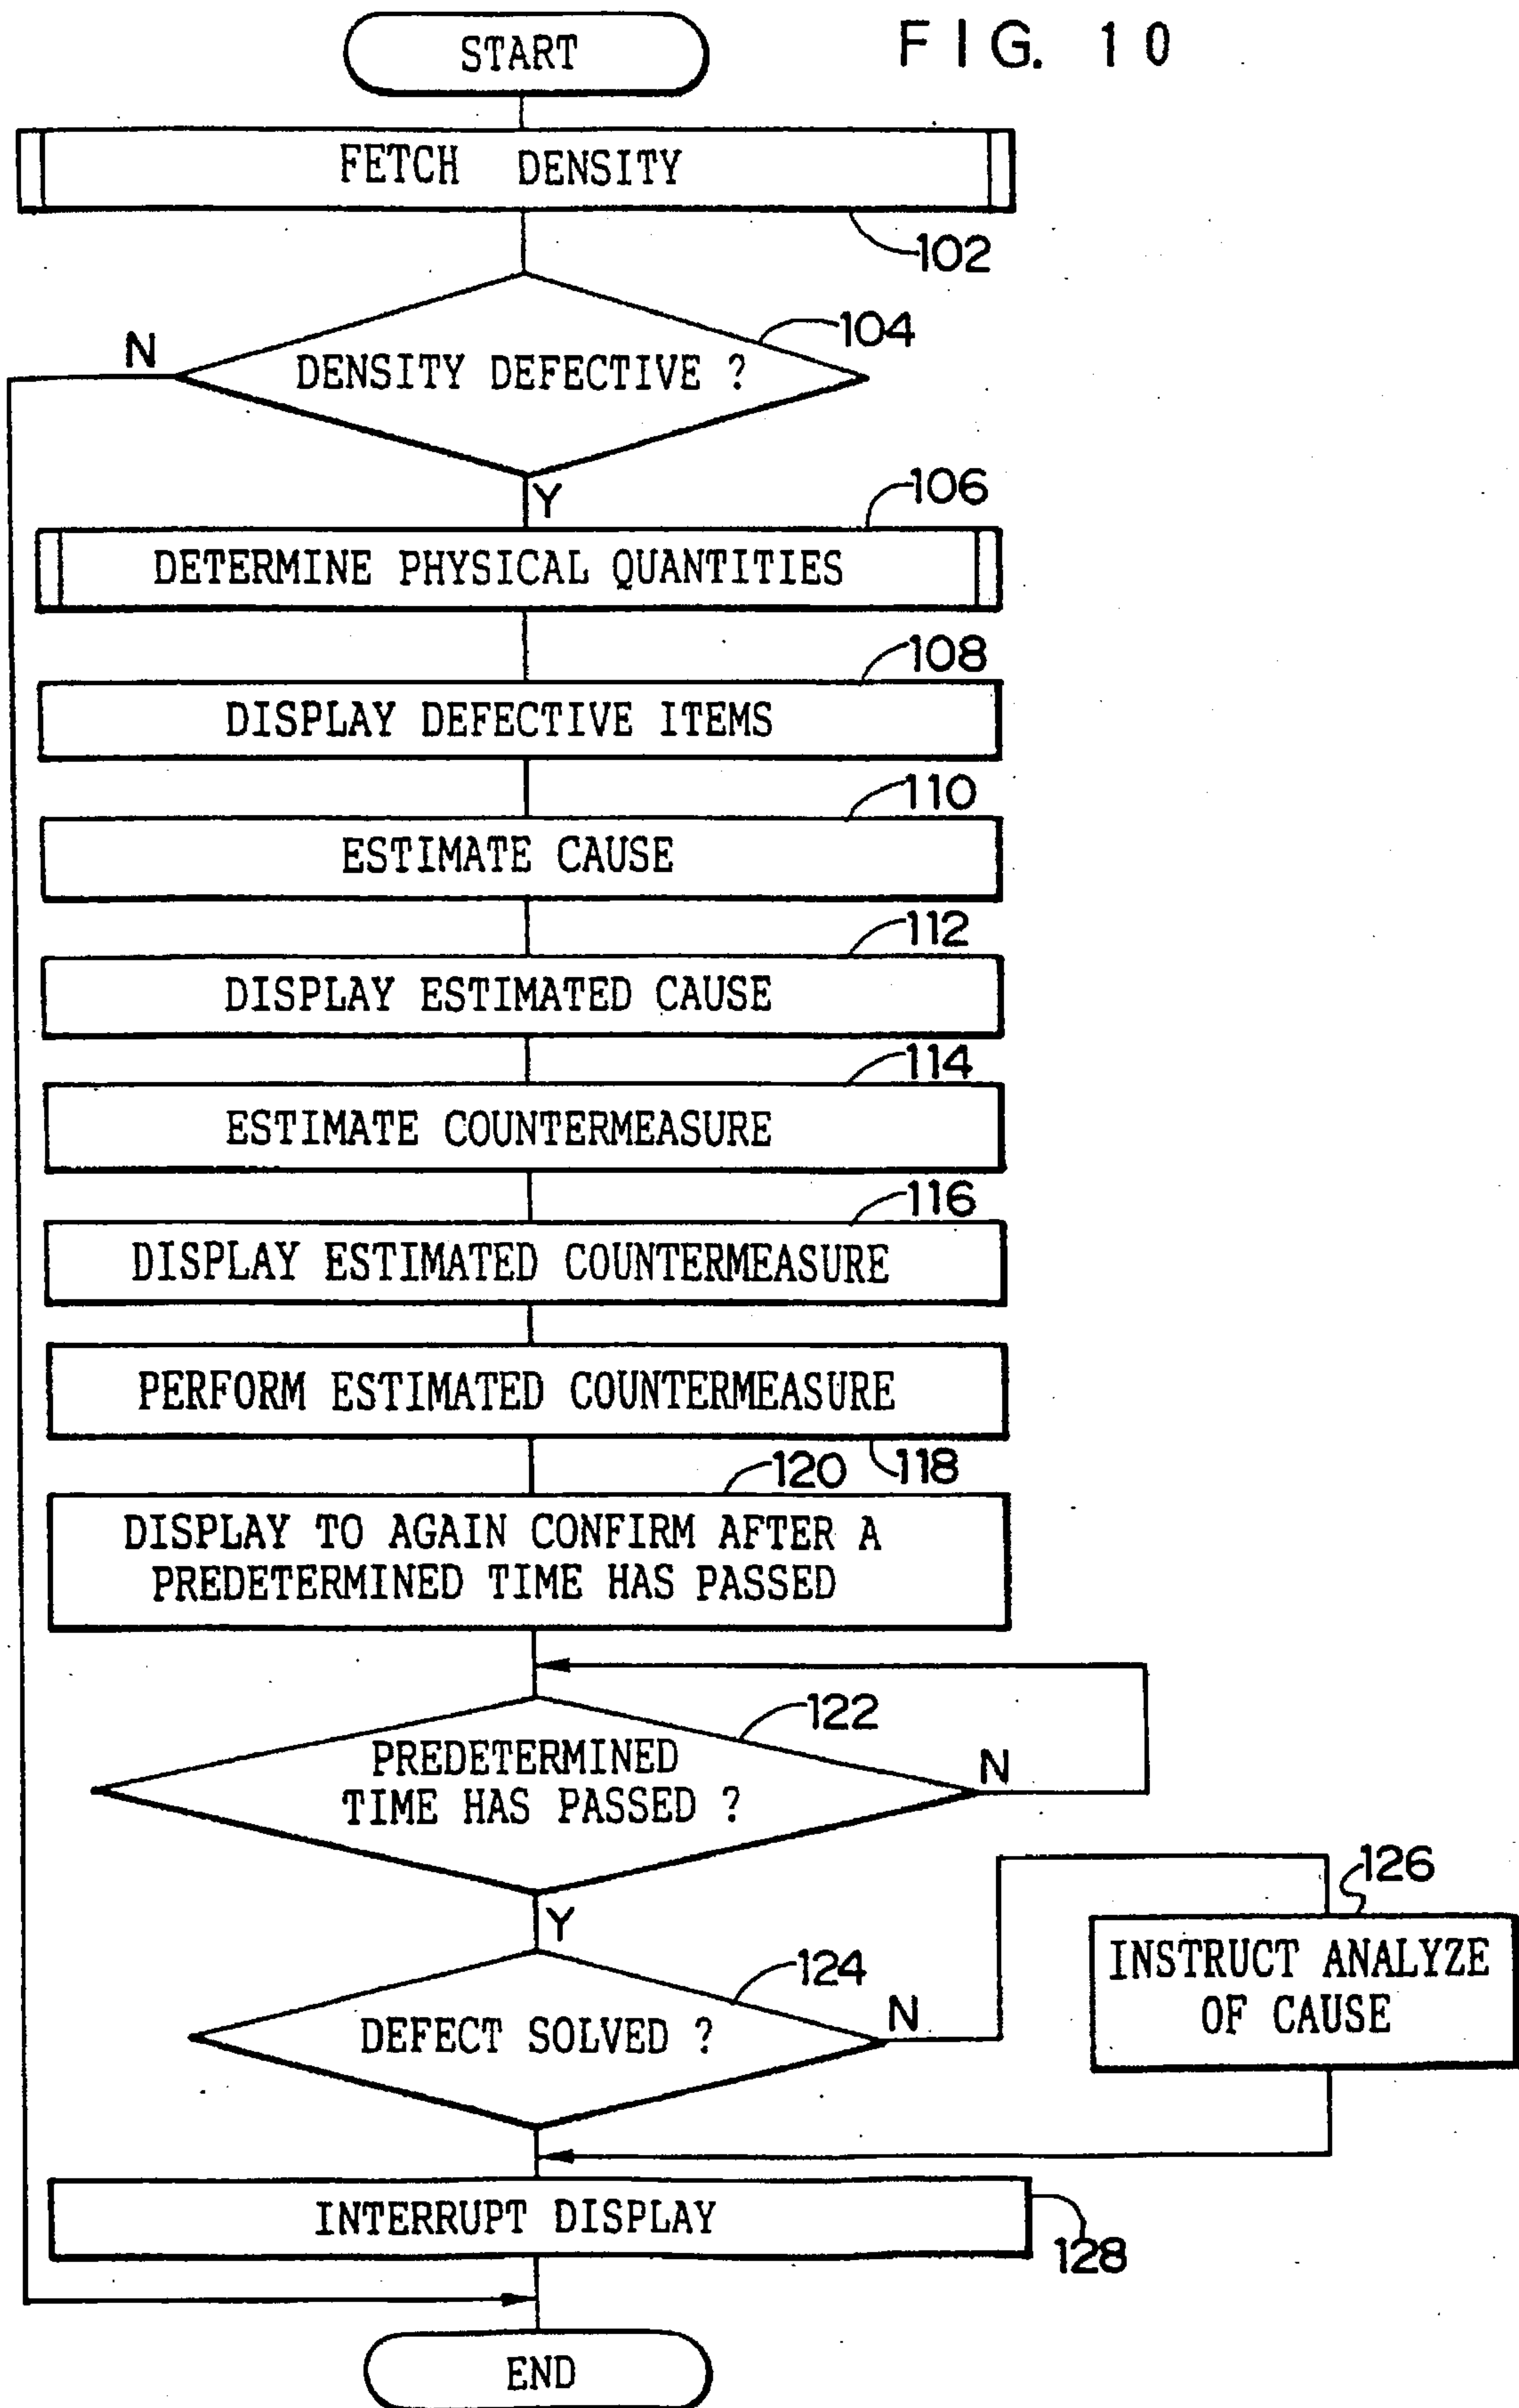 FIG. 10
START
FETCH DENSITY
102
104
N
DENSITY DEFECTIVE ?
Y
106
DETERMINE PHYSICAL QUANTITIES
108
DISPLAY DEFECTIVE ITEMS
110
ESTIMATE CAUSE
112
DISPLAY ESTIMATED CAUSE
114
ESTIMATE COUNTERMEASURE
116
DISPLAY ESTIMATED COUNTERMEASURE
PERFORM ESTIMATED COUNTERMEASURE
118
120
DISPLAY TO AGAIN CONFIRM AFTER A
PREDETERMINED TIME HAS PASSED
122
PREDETERMINED
TIME HAS PASSED ?
N
Y
124
DEFECT SOLVED ?
N
126
INSTRUCT ANALYZE
OF CAUSE
INTERRUPT DISPLAY
128
END